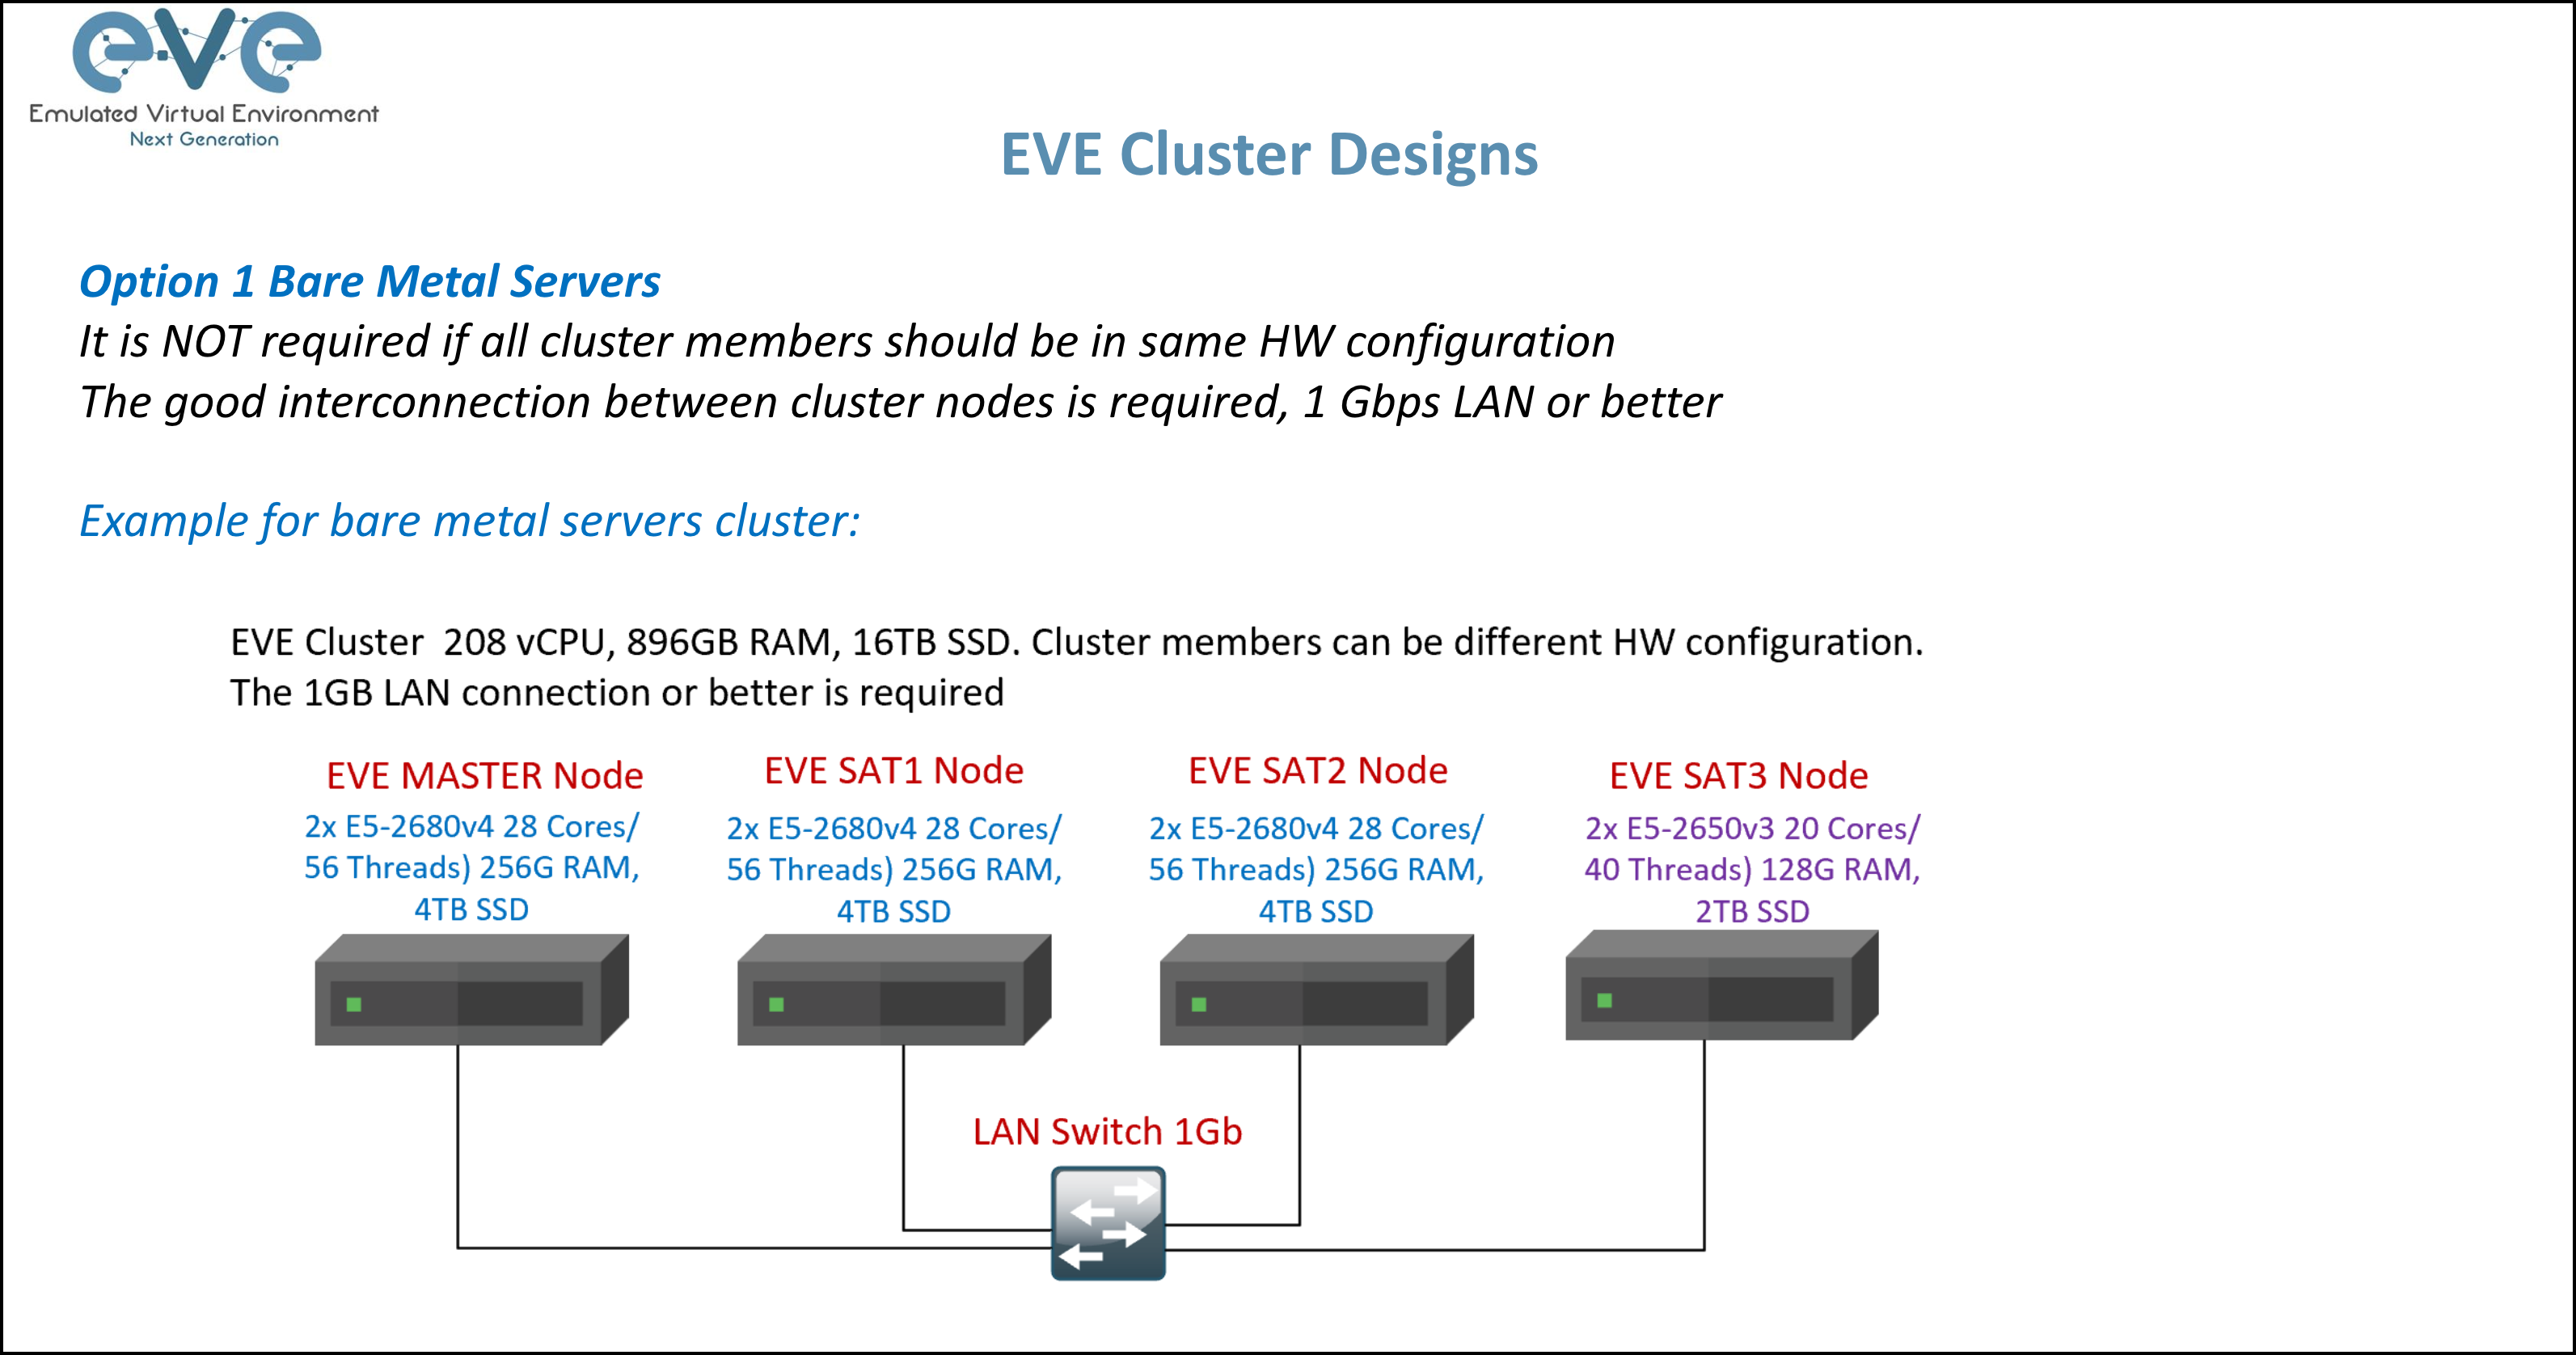 eve
Emulated Virtual Environment
Next Generation
EVE Cluster Designs
Option 1 Bare Metal Servers
It is NOT required if all cluster members should be in same HW configuration
The good interconnection between cluster nodes is required, 1 Gbps LAN or better
Example for bare metal servers cluster:
EVE Cluster  208 vCPU, 896GB RAM, 16TB SSD. Cluster members can be different HW configuration.
The 1GB LAN connection or better is required
EVE MASTER Node
2x E5-2680v4 28 Cores/
56 Threads) 256G RAM,
4TB SSD
EVE SAT1 Node
2x E5-2680v4 28 Cores/
56 Threads) 256G RAM,
4TB SSD
EVE SAT2 Node
2x E5-2680v4 28 Cores/
56 Threads) 256G RAM,
4TB SSD
EVE SAT3 Node
2x E5-2650v3 20 Cores/
40 Threads) 128G RAM,
2TB SSD
LAN Switch 1Gb